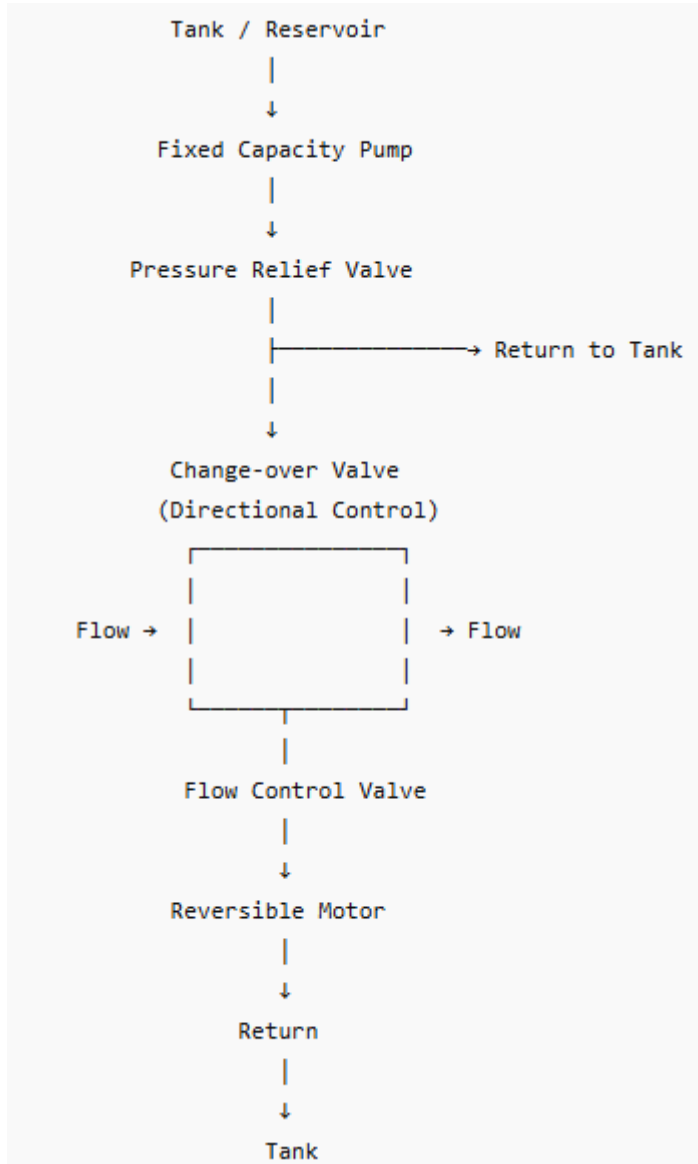 Tank / Reservoir
Fixed Capacity Pump
Pressure Relief Valve
→ Return to Tank
Change-over Valve
(Directional Control)
Flow → → Flow
Flow Control Valve
Reversible Motor
Return
Tank